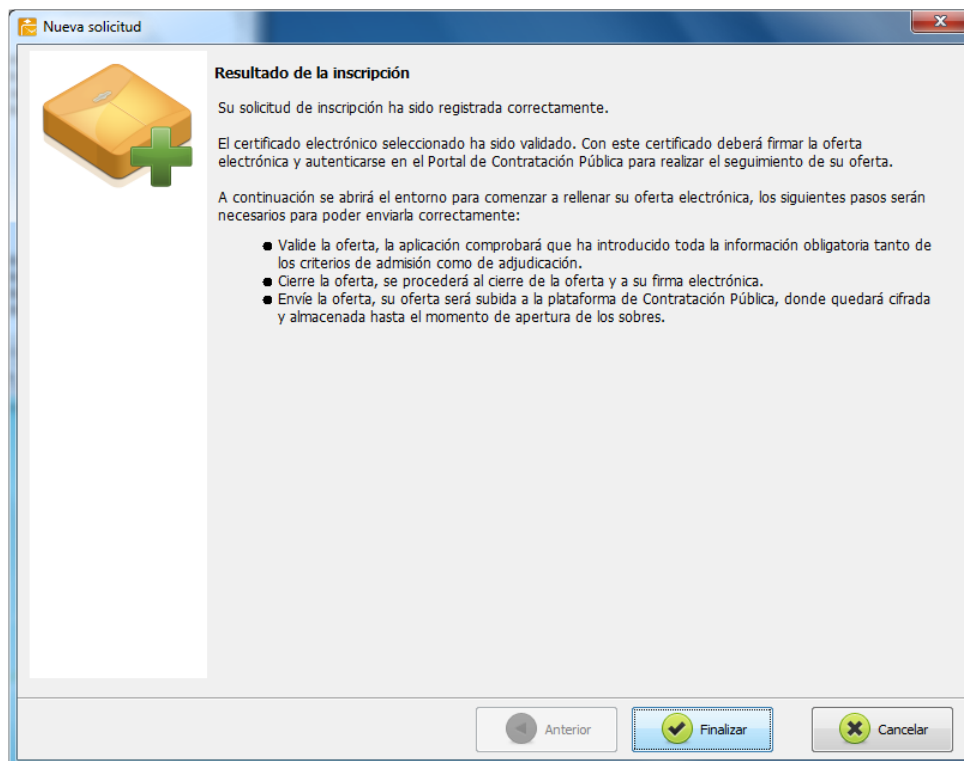 Nueva solicitud
Resultado de la inscripción
Su solicitud de inscripción ha sido registrada correctamente.
El certificado electrónico seleccionado ha sido validado. Con este certificado deberá firmar la oferta
electrónica y autenticarse en el Portal de Contratación Pública para realizar el seguimiento de su oferta.
A continuación se abrirá el entorno para comenzar a rellenar su oferta electrónica, los siguientes pasos serán
necesarios para poder enviarla correctamente:
● Valide la oferta, la aplicación comprobará que ha introducido toda la información obligatoria tanto de
los criterios de admisión como de adjudicación.
● Cierre la oferta, se procederá al cierre de la oferta y a su firma electrónica.
● Envíe la oferta, su oferta será subida a la plataforma de Contratación Pública, donde quedará cifrada
y almacenada hasta el momento de apertura de los sobres.
Anterior
Finalizar
Cancelar